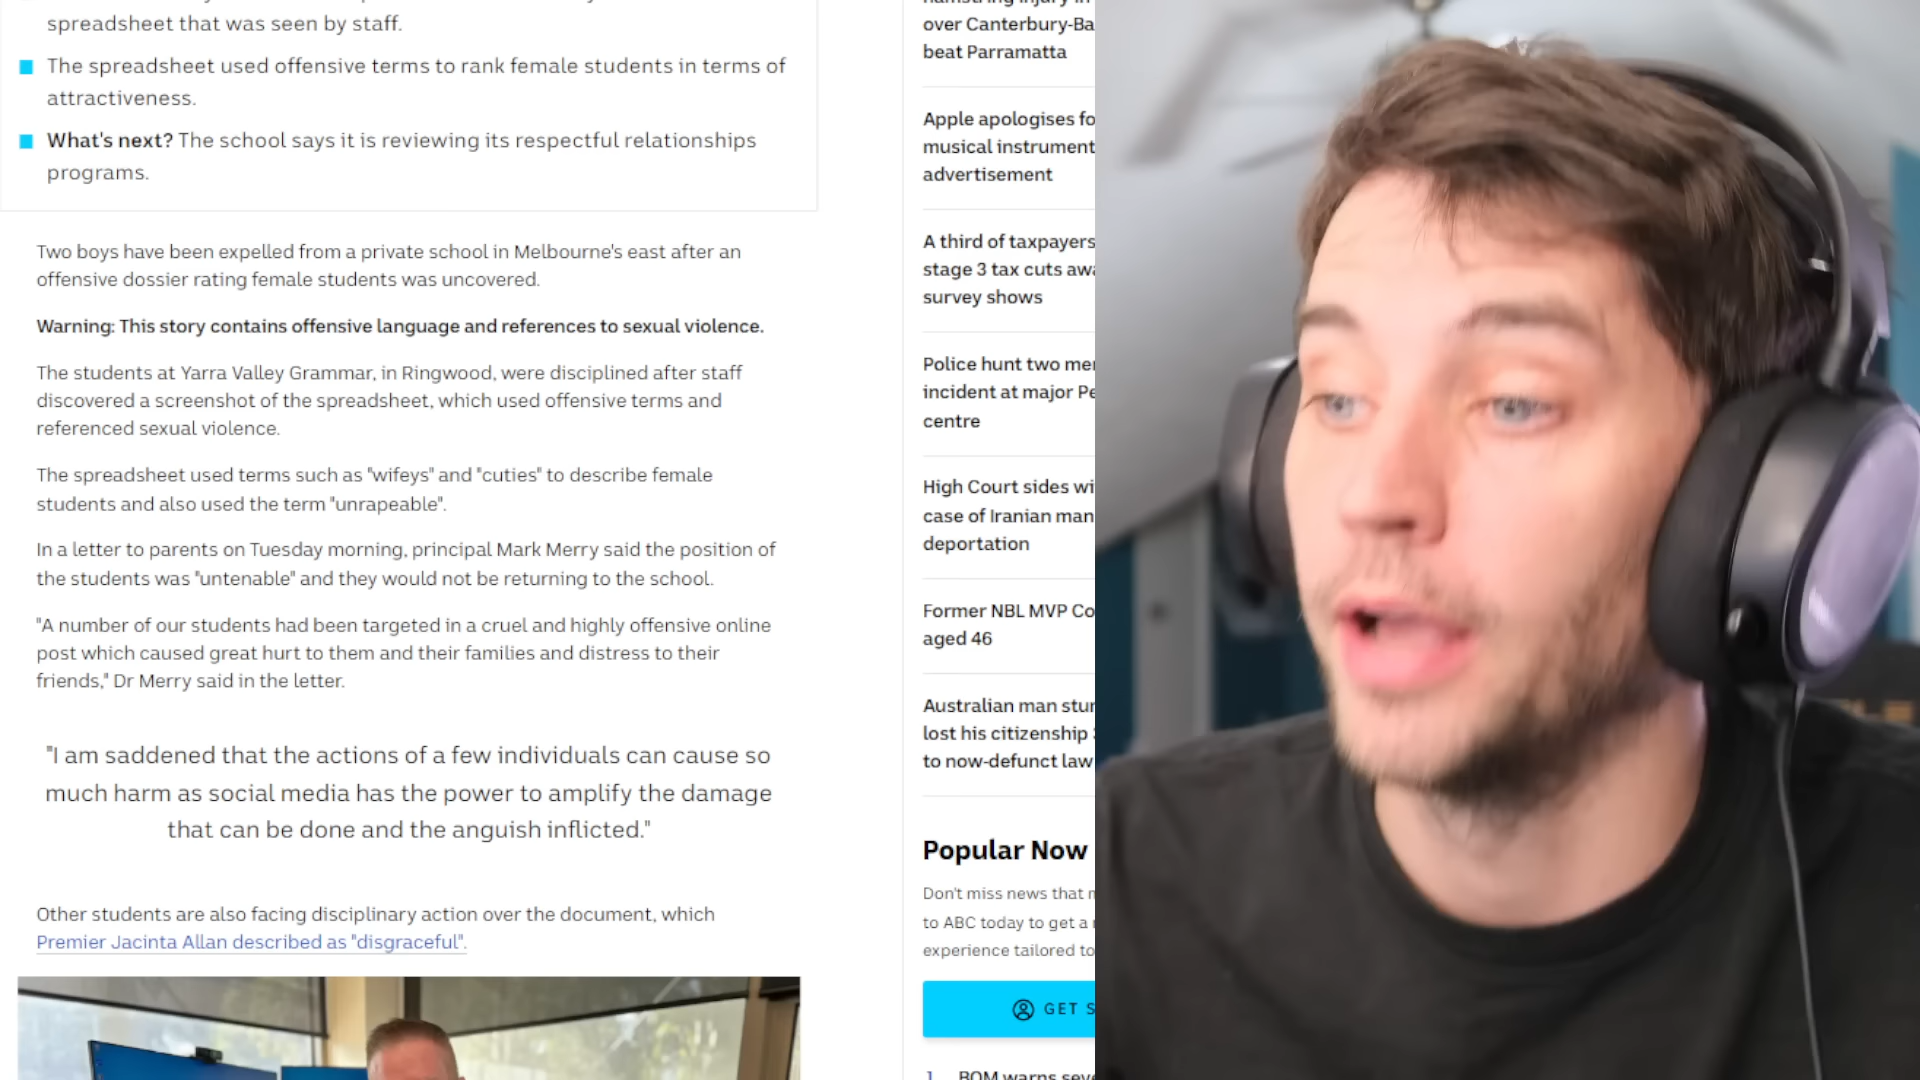 spreadsheet that was seen by staff.
The spreadsheet used offensive terms to rank female students in terms of
attractiveness.
What's next? The school says it is reviewing its respectful relationships
programs.
Two boys have been expelled from a private school in Melbourne's east after an
offensive dossier rating female students was uncovered.
Warning: This story contains offensive language and references to sexual violence.
The students at Yarra Valley Grammar, in Ringwood, were disciplined after staff
discovered a screenshot of the spreadsheet, which used offensive terms and
referenced sexual violence.
The spreadsheet used terms such as "wifeys" and "cuties" to describe female
students and also used the term "unrapeable".
In a letter to parents on Tuesday morning, principal Mark Merry said the position of
the students was "untenable" and they would not be returning to the school.
"A number of our students had been targeted in a cruel and highly offensive online
post which caused great hurt to them and their families and distress to their
friends," Dr Merry said in the letter.
"I am saddened that the actions of a few individuals can cause so
much harm as social media has the power to amplify the damage
that can be done and the anguish inflicted."
Other students are also facing disciplinary action over the document, which
Premier Jacinta Allan described as "disgraceful".
hamstring injury in
over Canterbury-Ba
beat Parramatta
Apple apologises fo
musical instrument
advertisement
A third of taxpayers
stage 3 tax cuts awa
survey shows
Police hunt two me
incident at major Pe
centre
High Court sides wi
case of Iranian man
deportation
Former NBL MVP Co
aged 46
Australian man stu
lost his citizenship
to now-defunct law
Popular Now
Don't miss news that
to ABC today to get a
experience tailored to
GET S
1 BOM warns seve